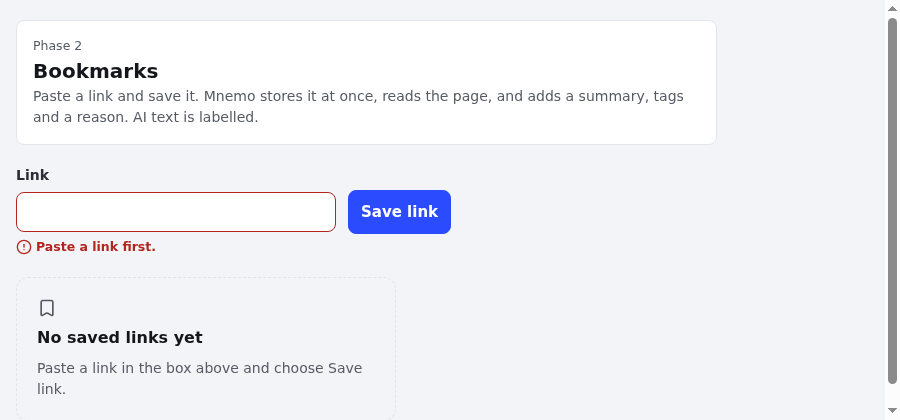 Phase 2
Bookmarks
Paste a link and save it. Mnemo stores it at once, reads the page, and adds a summary, tags
and a reason. AI text is labelled.
Link
Save link
Paste a link first.
No saved links yet
Paste a link in the box above and choose Save
link.